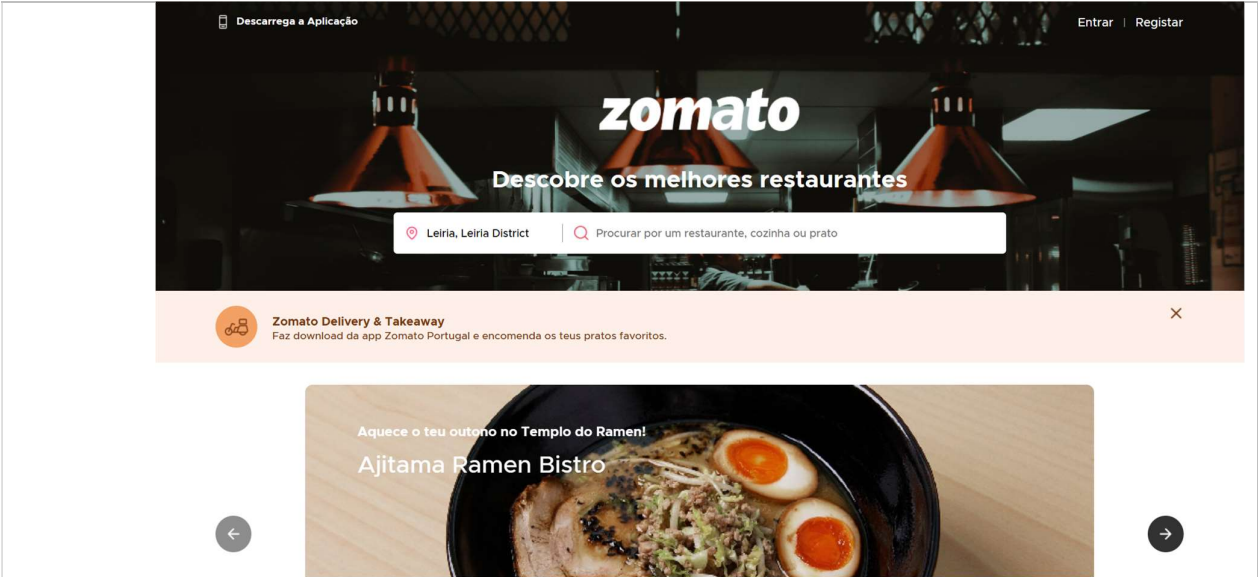 Descarrega a Aplicação
Entrar | Registar
zomato
Descobre os melhores restaurantes
Leiria, Leiria District
Procurar por um restaurante, cozinha ou prato
Zomato Delivery & Takeaway
Faz download da app Zomato Portugal e encomenda os teus pratos favoritos.
Aquece o teu outono no Templo do Ramen!
Ajitama Ramen Bistro